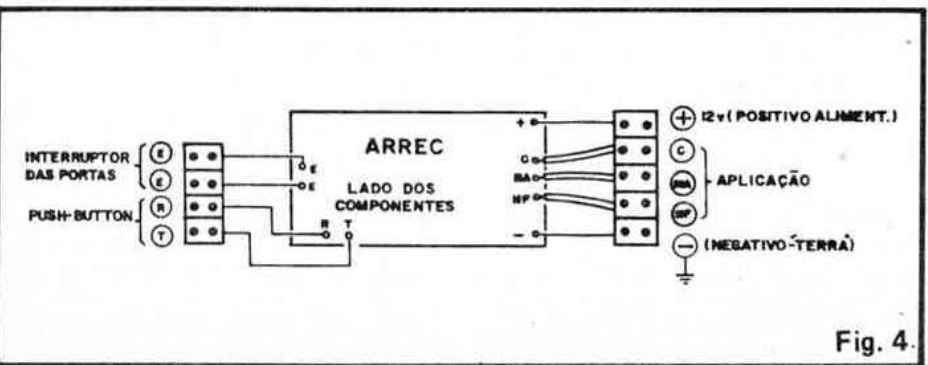 INTERRUPTOR
DAS PORTAS
PUSH-BUTTON
E
E
R
T
E
E
R T
ARREC
LADO DOS
COMPONENTES
+
C
NA
NF
-
+ 12v (POSITIVO ALIMENT.)
C
NA
NF
APLICAÇÃO
- (NEGATIVO-TERRA)
Fig. 4